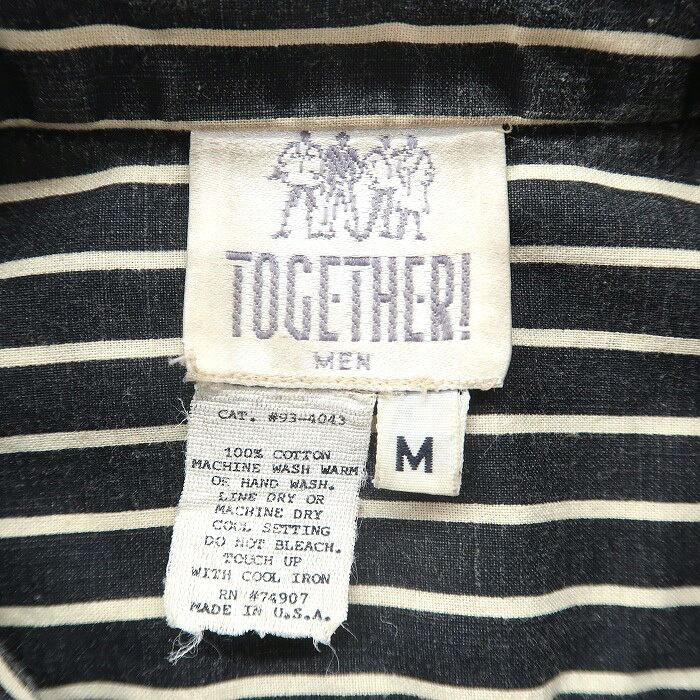 TOGETHER!
MEN
M
CAT. #93-4043
100% COTTON
MACHINE WASH WARM
OF HAND WASH.
LINE DRY OR
MACHINE DRY
COOL SETTING
DO NOT BLEACH.
TOUCH UP
WITH COOL IRON
RN #74907
MADE IN U.S.A.